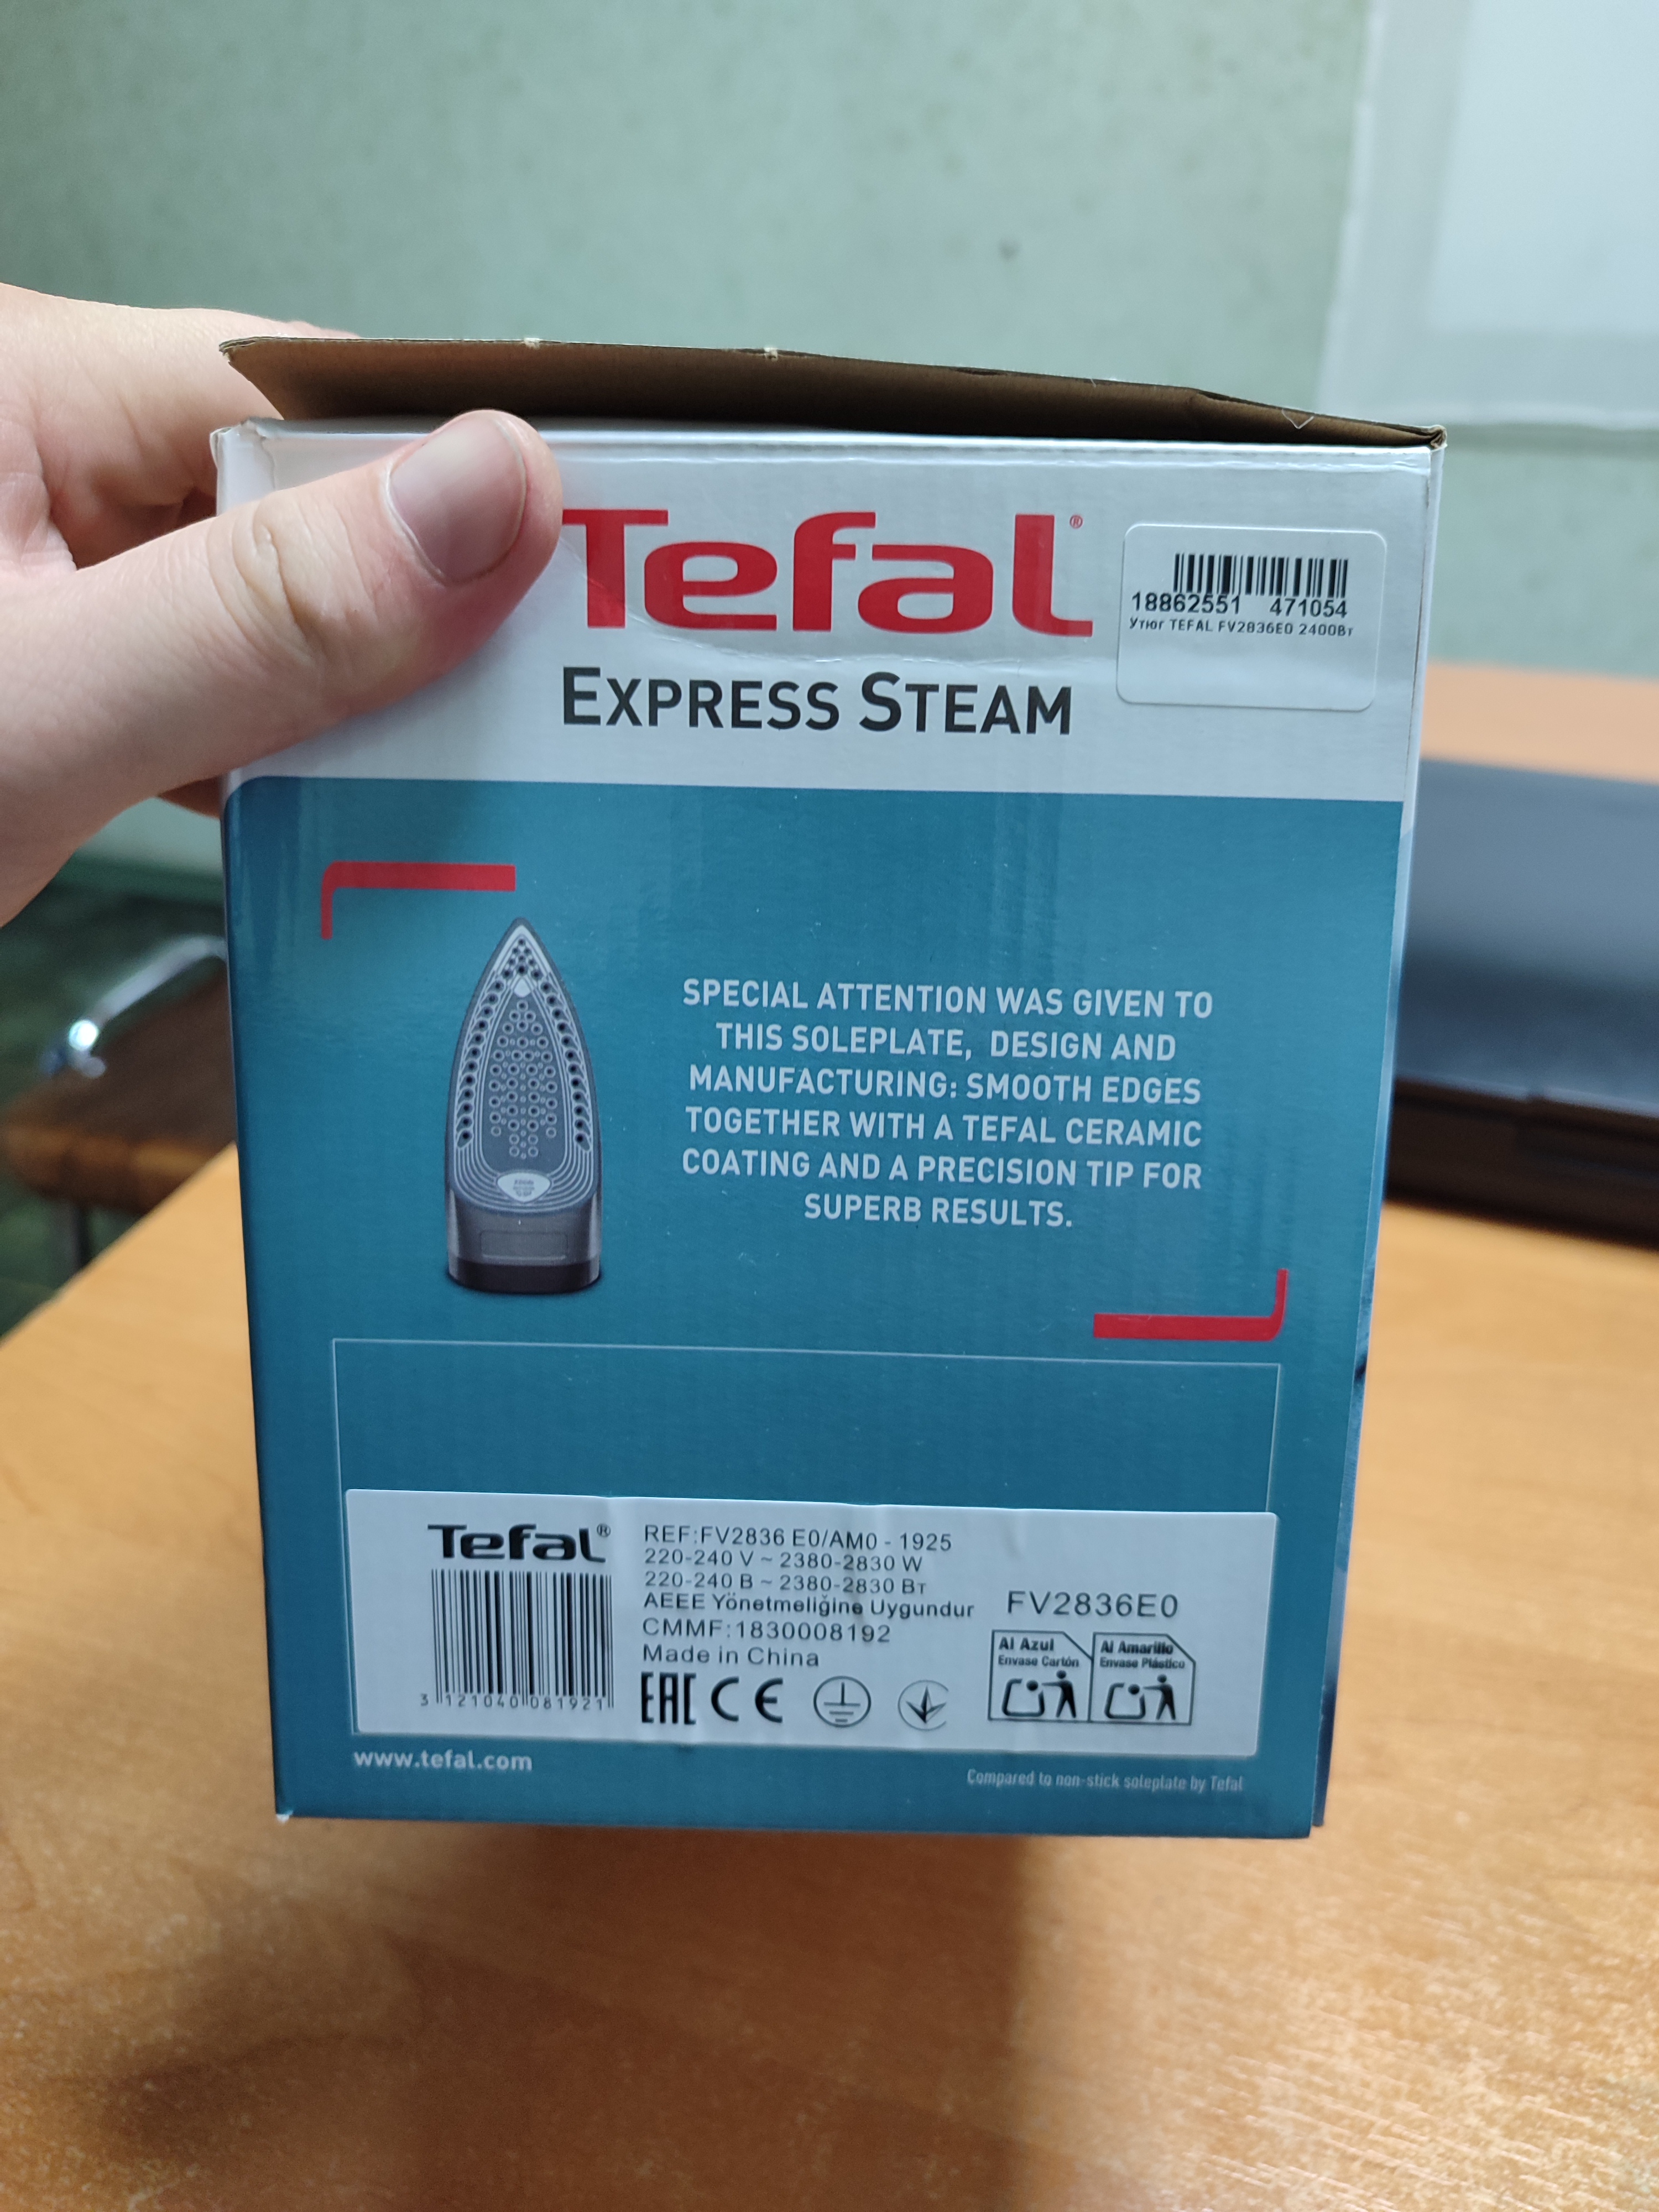 Tefal®
18862551 471054
Утюг TEFAL FV2836E0 2400Вт
EXPRESS STEAM
SPECIAL ATTENTION WAS GIVEN TO
THIS SOLEPLATE, DESIGN AND
MANUFACTURING: SMOOTH EDGES
TOGETHER WITH A TEFAL CERAMIC
COATING AND A PRECISION TIP FOR
SUPERB RESULTS.
Tefal®
3 121040 081921
REF:FV2836 E0/AM0 - 1925
220-240 V ~ 2380-2830 W
220-240 В ~ 2380-2830 Вт
AEEE Yönetmeliğine Uygundur
CMMF:1830008192
Made in China
EAC CE
FV2836E0
Al Azul
Envase Cartón
Al Amarillo
Envase Plástico
www.tefal.com
Compared to non-stick soleplate by Tefal